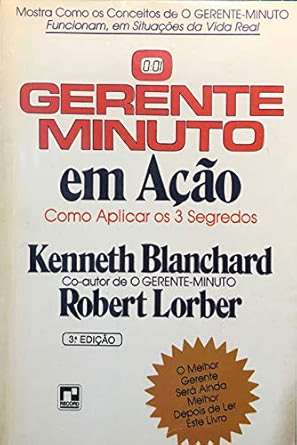 Mostra Como os Conceitos de O GERENTE-MINUTO
Funcionam, em Situações da Vida Real
O
0:01
GERENTE
MINUTO
em Ação
Como Aplicar os 3 Segredos
Kenneth Blanchard
Co-autor de O GERENTE-MINUTO
Robert Lorber
3ª EDIÇÃO
RECORD
O Melhor
Gerente
Será Ainda
Melhor
Depois de Ler
Este Livro